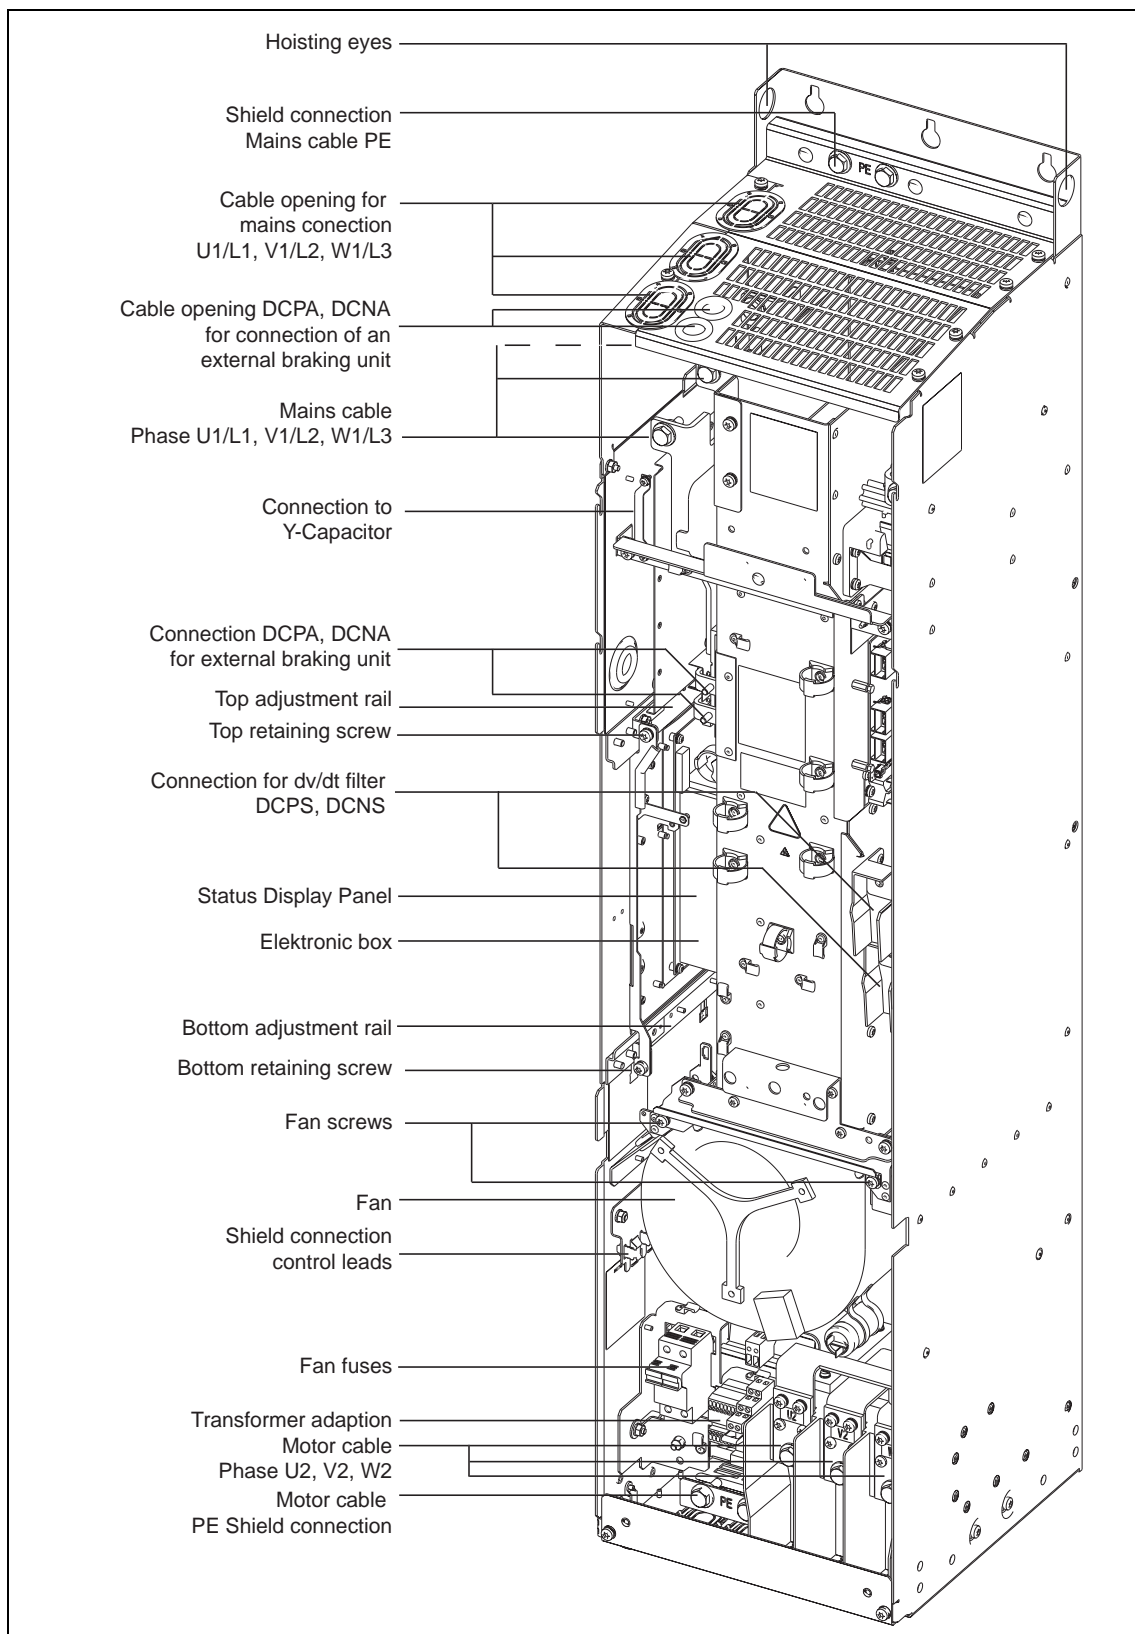 Hoisting eyes
Shield connection
Mains cable PE
PE
Cable opening for
mains conection
U1/L1, V1/L2, W1/L3
Cable opening DCPA, DCNA
for connection of an
external braking unit
Mains cable
Phase U1/L1, V1/L2, W1/L3
Connection to
Y-Capacitor
Connection DCPA, DCNA
for external braking unit
Top adjustment rail
Top retaining screw
Connection for dv/dt filter
DCPS, DCNS
Status Display Panel
Elektronic box
Bottom adjustment rail
Bottom retaining screw
Fan screws
Fan
Shield connection
control leads
Fan fuses
Transformer adaption
Motor cable
Phase U2, V2, W2
U2
V2
Motor cable
PE Shield connection
PE